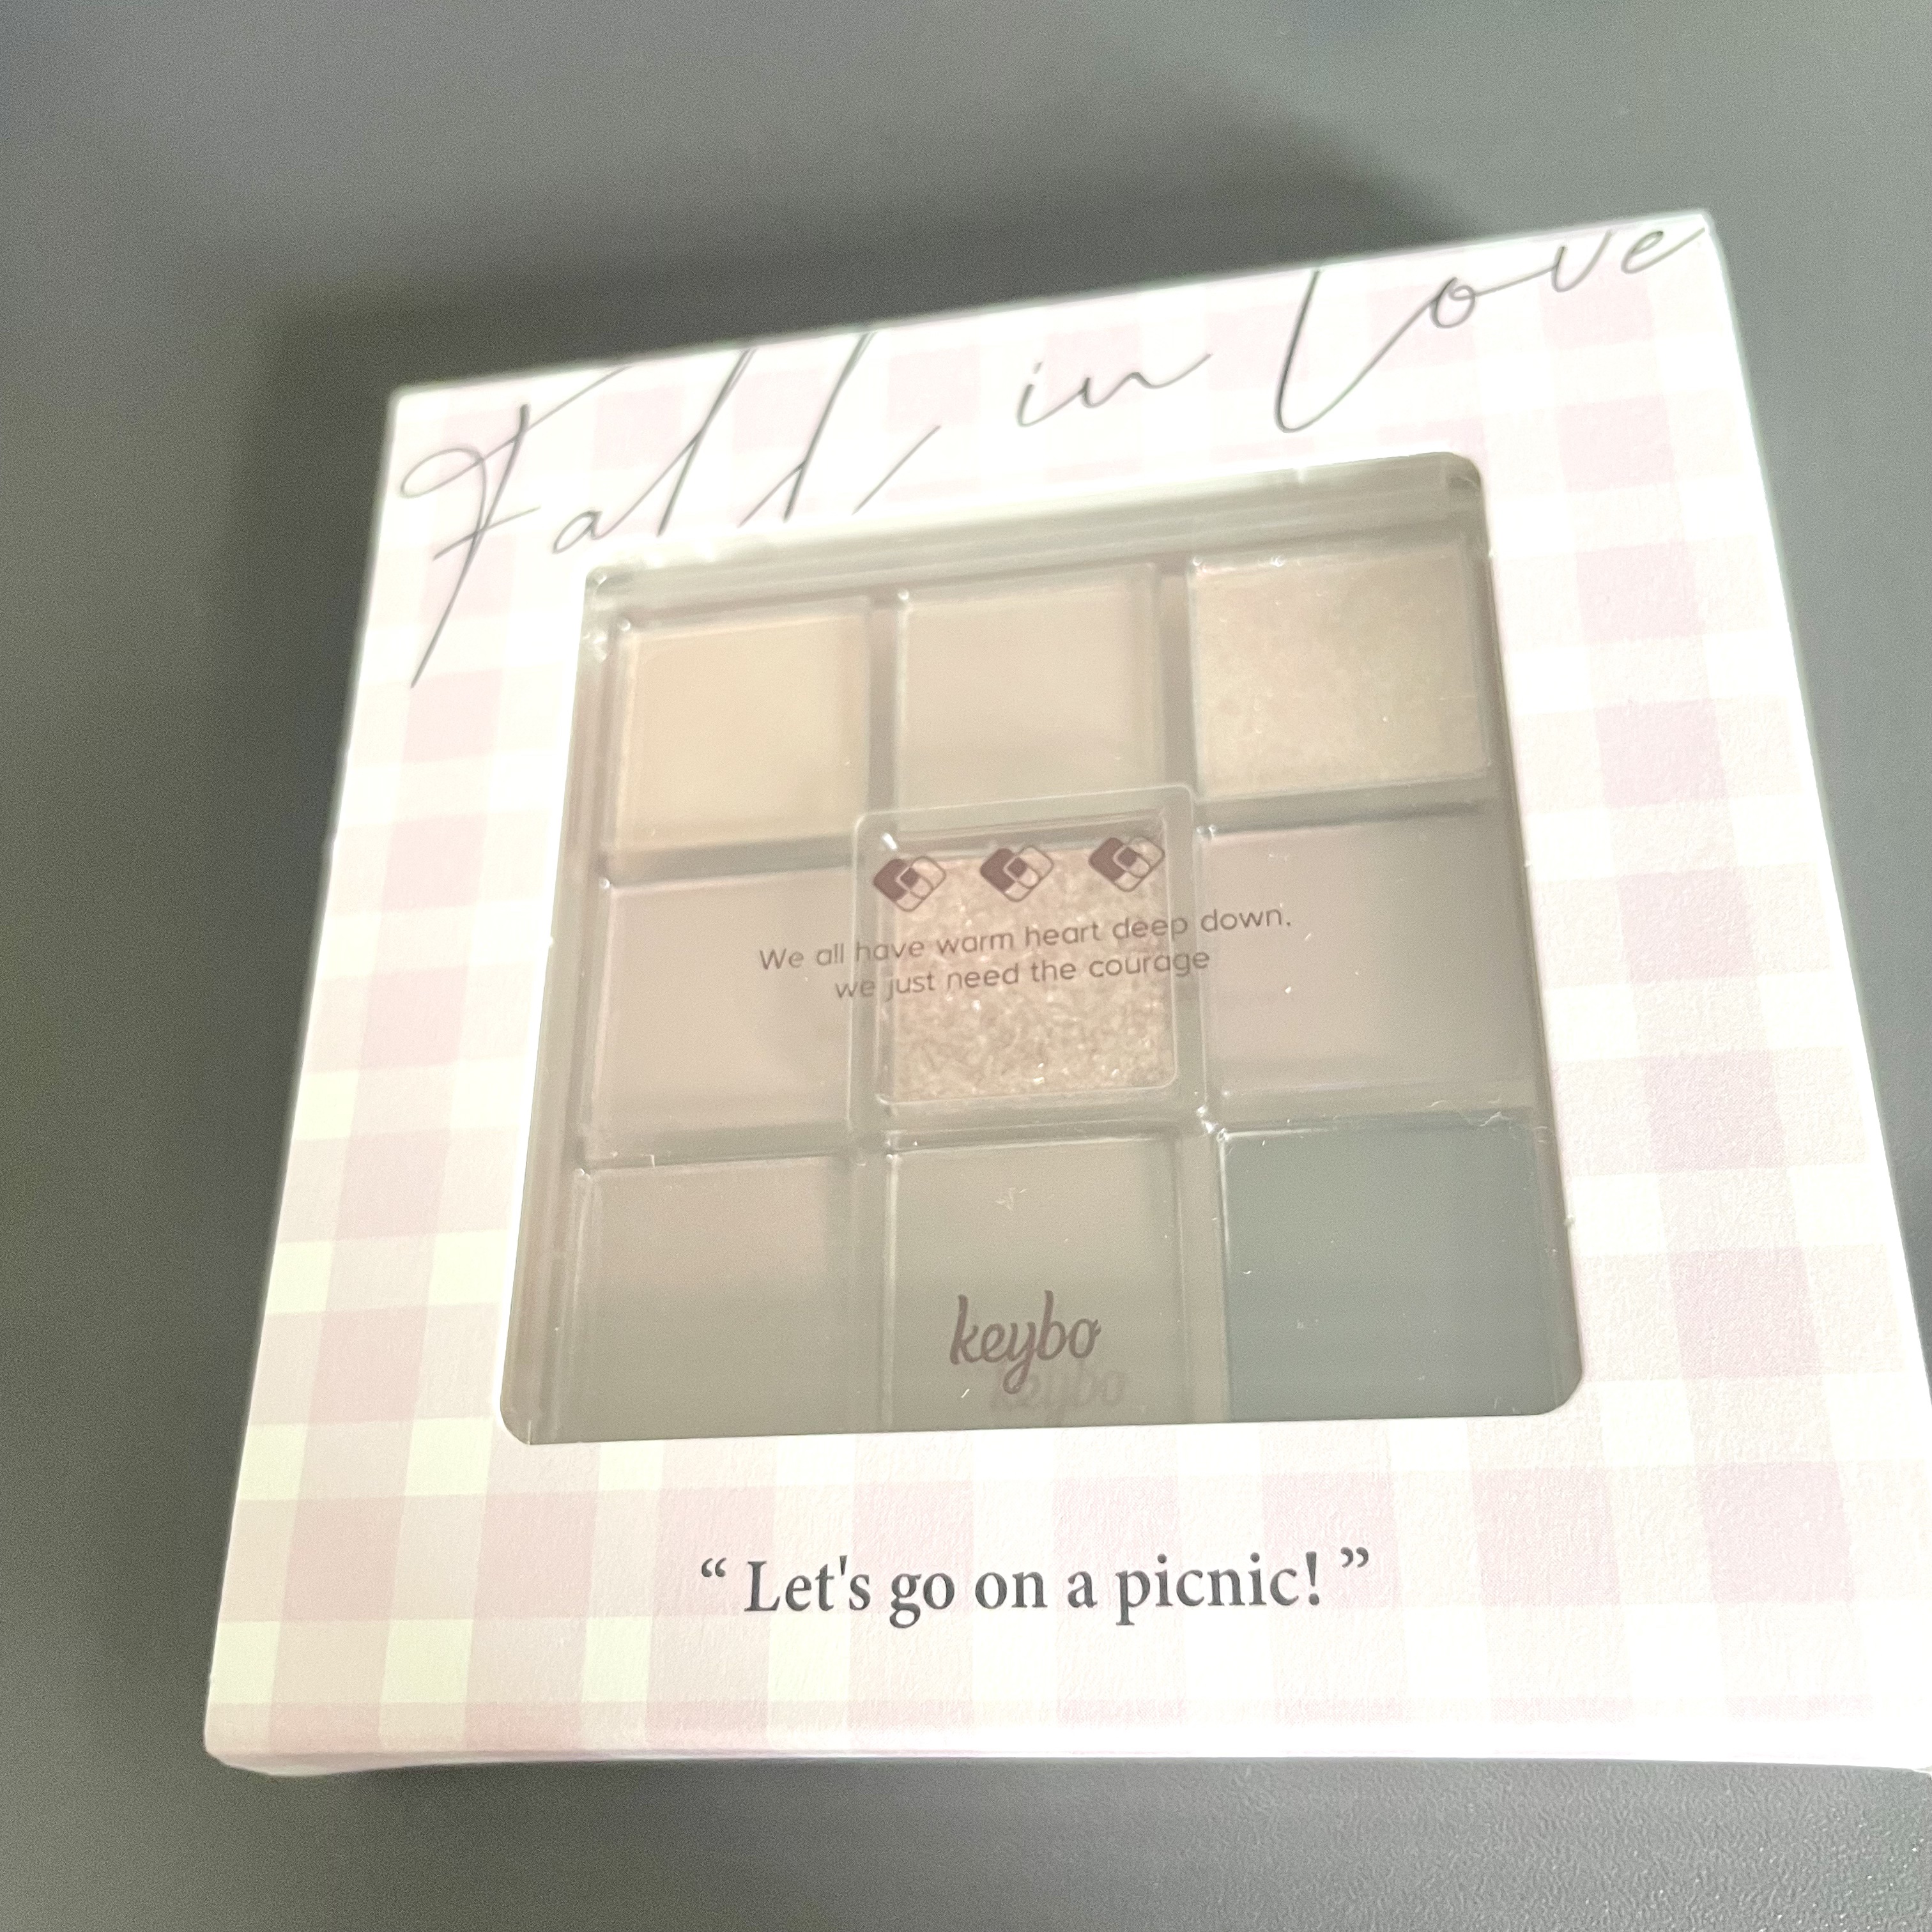 Fall in Love
We all have warm heart deep down.
we just need the courage
keybo
keybo
“ Let's go on a picnic! ”